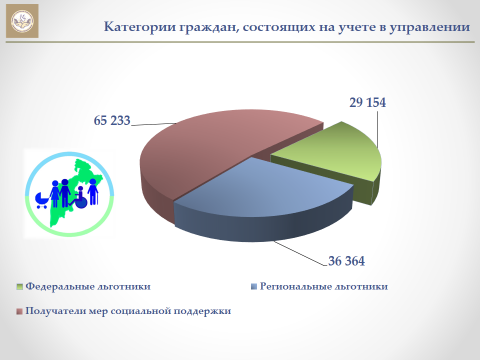 Категории граждан, состоящих на учете в управлении
29 154
65 233
36 364
Федеральные льготники
Региональные льготники
Получатели мер социальной поддержки